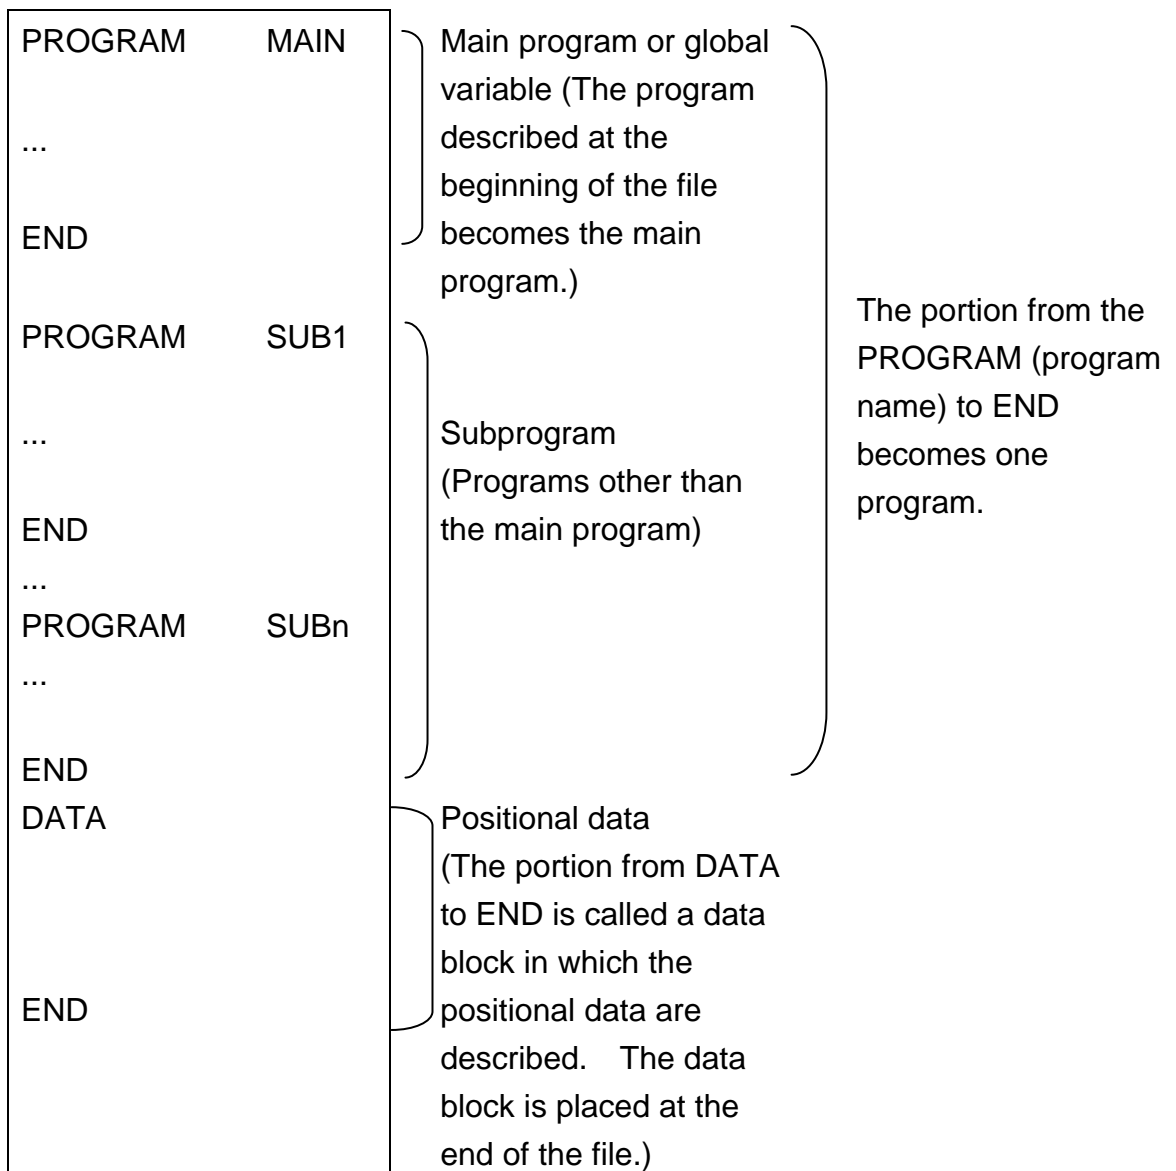 PROGRAM MAIN
...
END
PROGRAM SUB1
...
END
...
PROGRAM SUBn
...
END
DATA
END
Main program or global
variable (The program
described at the
beginning of the file
becomes the main
program.)
Subprogram
(Programs other than
the main program)
Positional data
(The portion from DATA
to END is called a data
block in which the
positional data are
described. The data
block is placed at the
end of the file.)
The portion from the
PROGRAM (program
name) to END
becomes one
program.